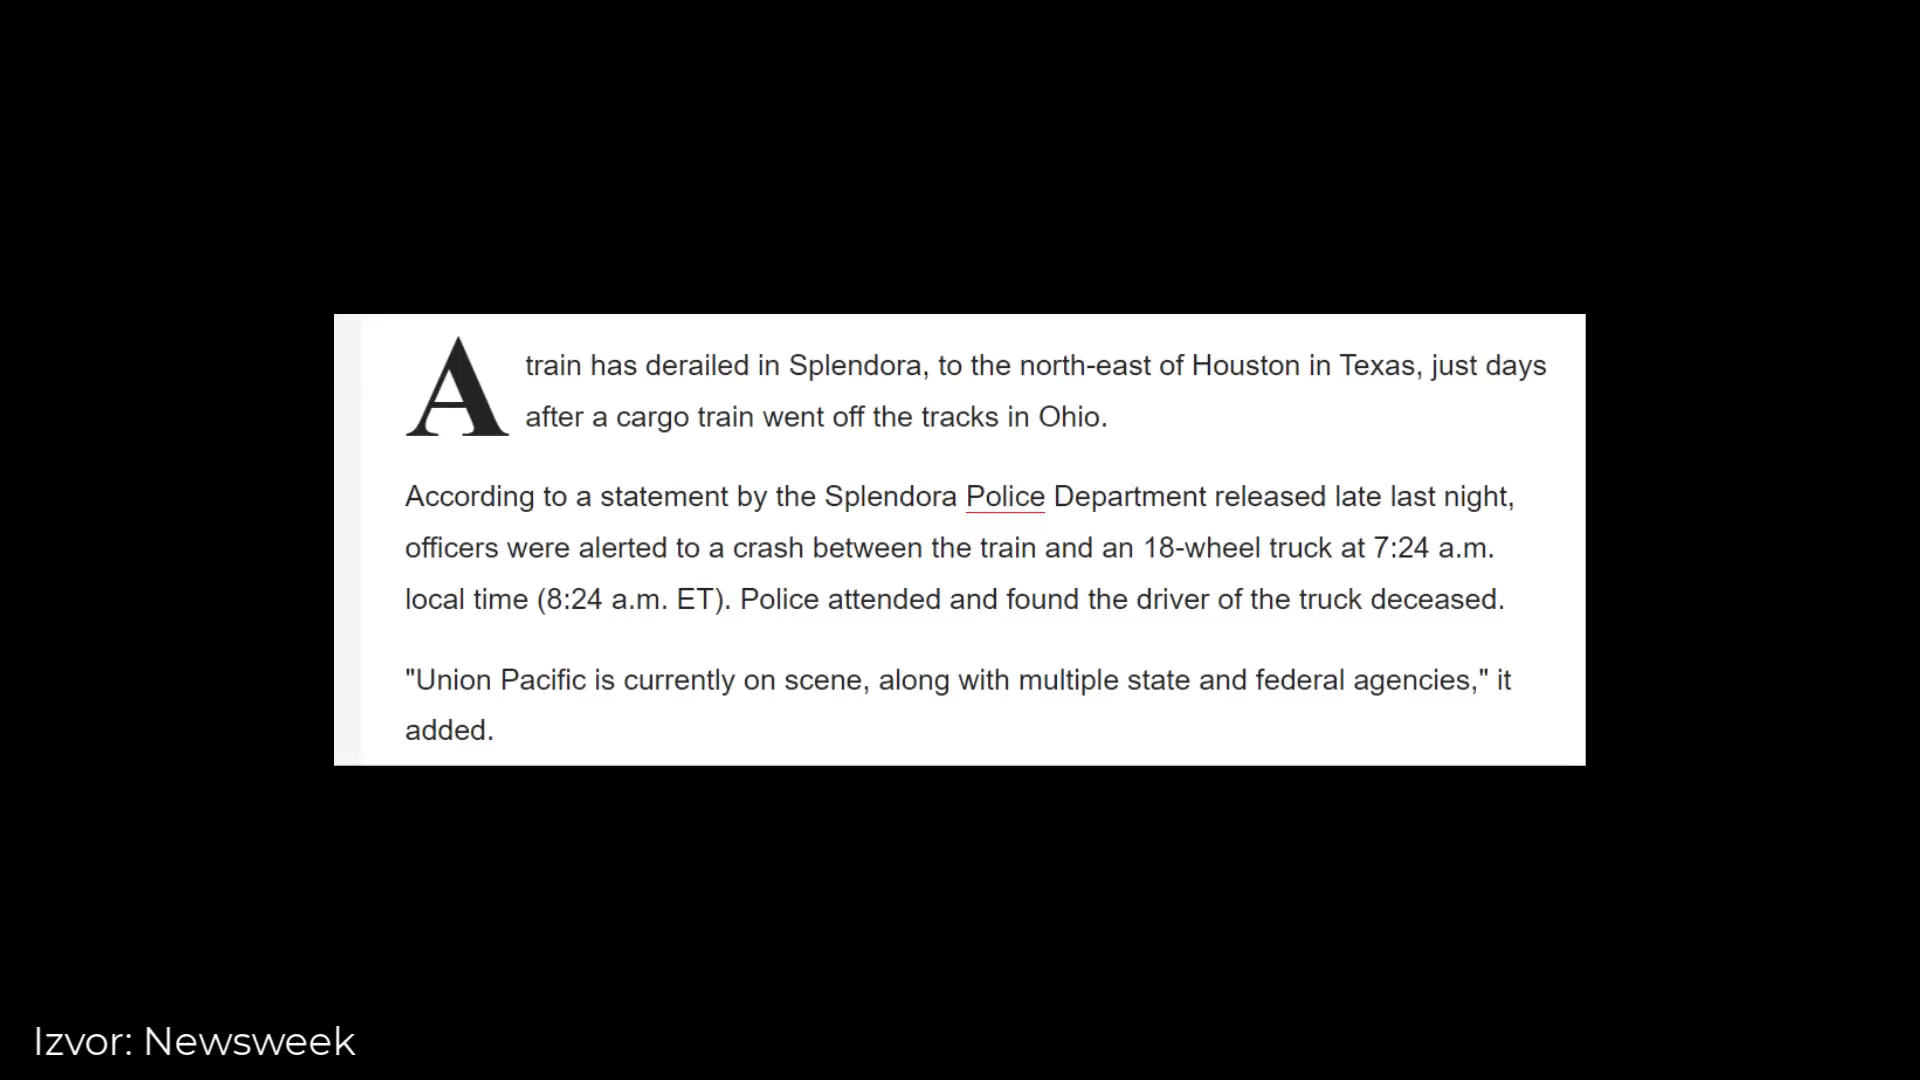 A train has derailed in Splendora, to the north-east of Houston in Texas, just days
after a cargo train went off the tracks in Ohio.
According to a statement by the Splendora Police Department released late last night,
officers were alerted to a crash between the train and an 18-wheel truck at 7:24 a.m.
local time (8:24 a.m. ET). Police attended and found the driver of the truck deceased.
"Union Pacific is currently on scene, along with multiple state and federal agencies," it
added.
Izvor: Newsweek